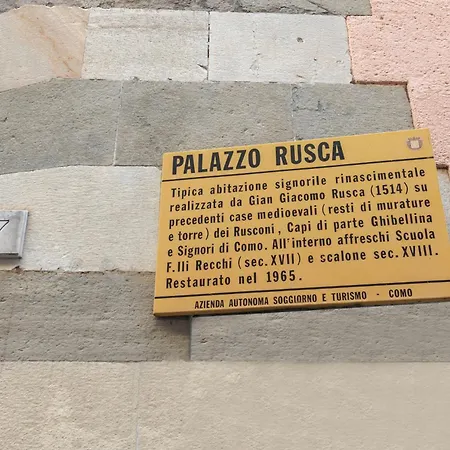 PALAZZO RUSCA
Tipica abitazione signorile rinascimentale
realizzata da Gian Giacomo Rusca (1514) su
precedenti case medioevali (resti di murature
e torre) dei Rusconi, Capi di parte Ghibellina
e Signori di Como. All'interno affreschi Scuola
F.lli Recchi (sec. XVII) e scalone sec. XVIII.
Restaurato nel 1965.
AZIENDA AUTONOMA SOGGIORNO E TURISMO - COMO
7